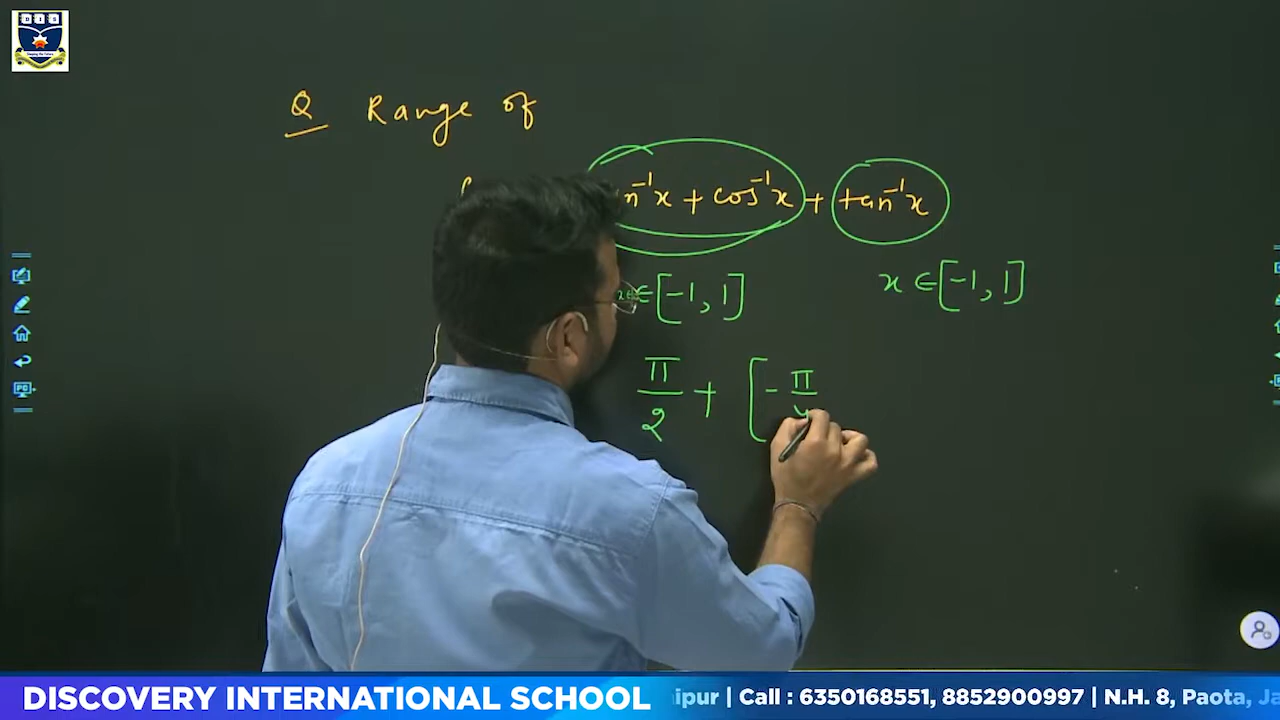 Q Range of
n⁻¹x + cos⁻¹x + tan⁻¹x
∈ [-1, 1]
x ∈ [-1, 1]
π/2 + [-π/4
DISCOVERY INTERNATIONAL SCHOOL
ipur | Call : 6350168551, 8852900997 | N.H. 8, Paota, Ja